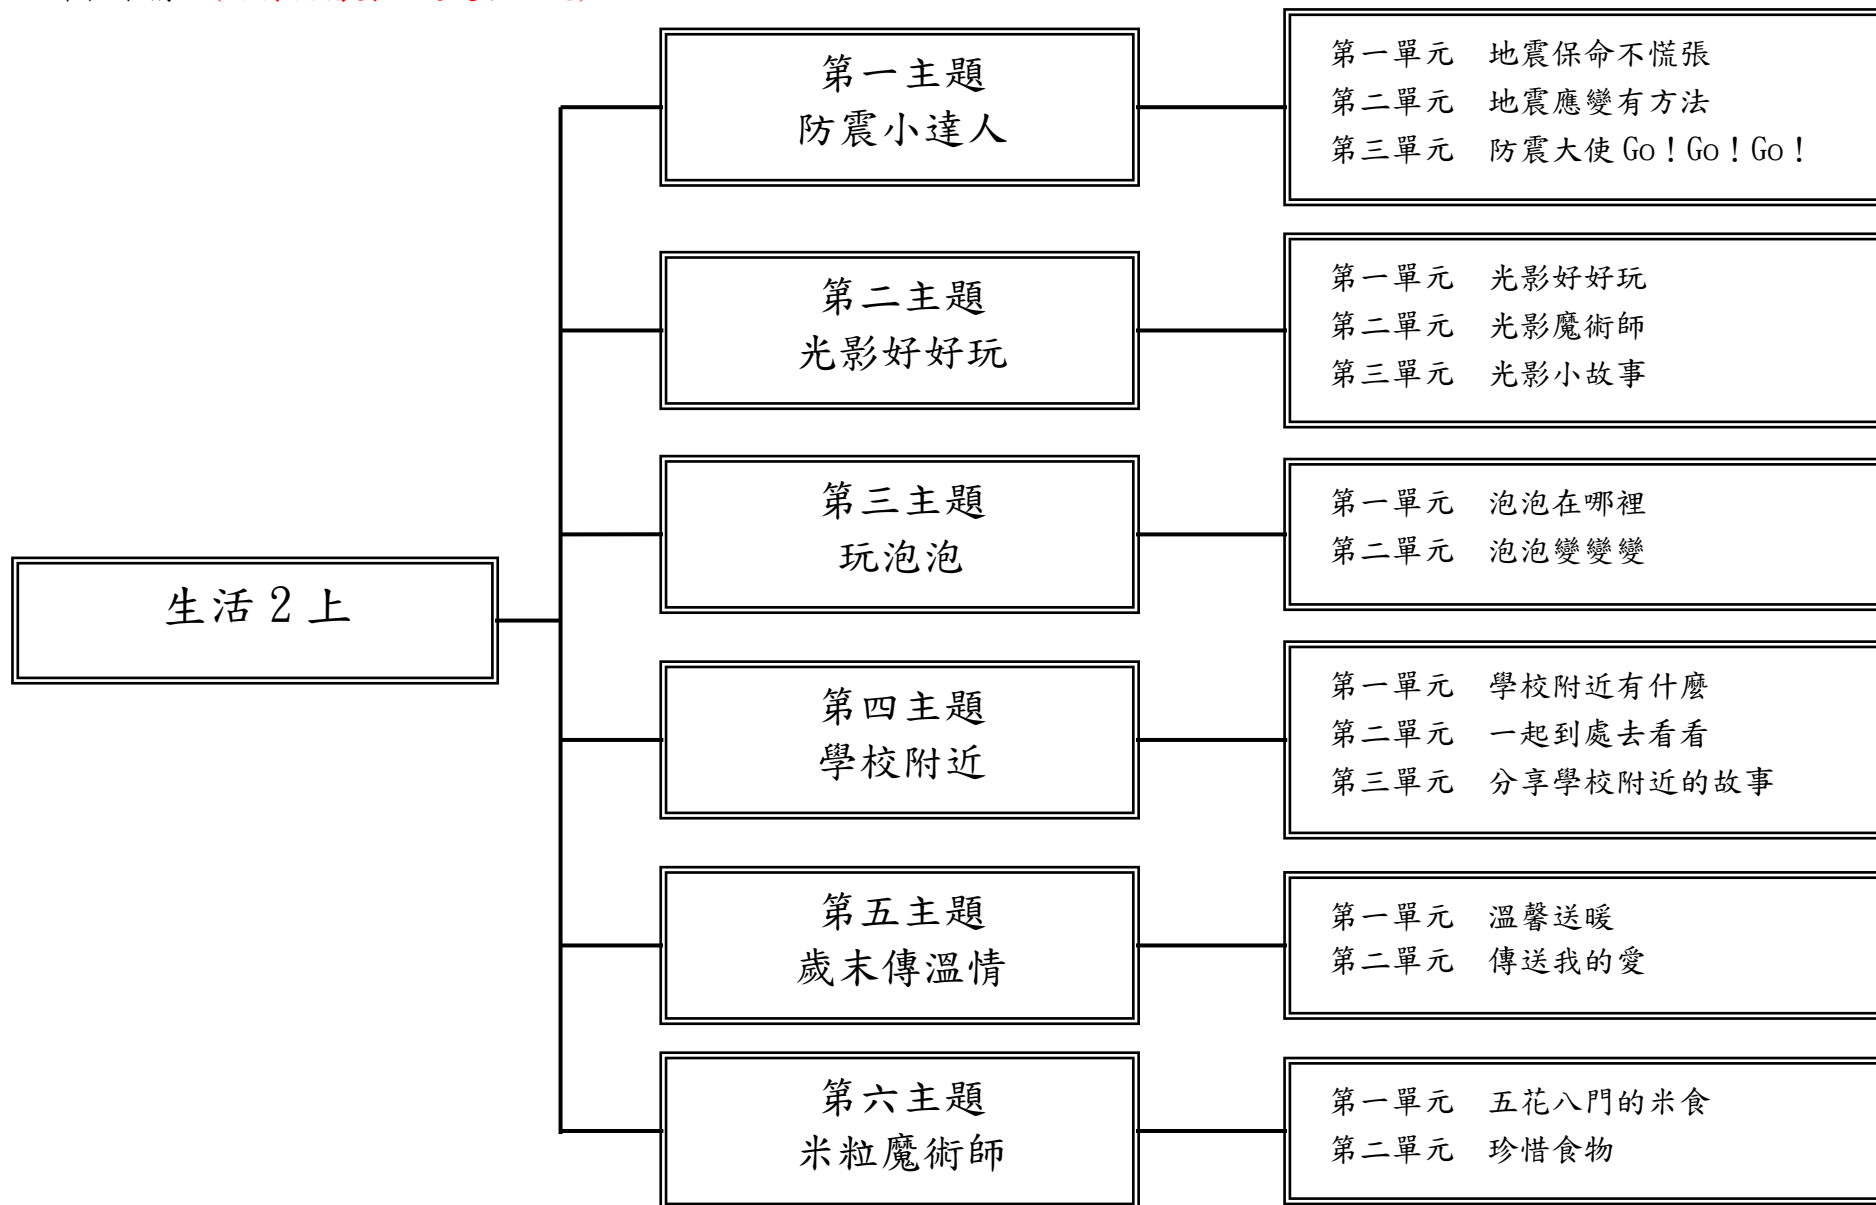 第一主題
防震小達人
第一單元　地震保命不慌張
第二單元　地震應變有方法
第三單元　防震大使 Go！Go！Go！
第二主題
光影好好玩
第一單元　光影好好玩
第二單元　光影魔術師
第三單元　光影小故事
第三主題
玩泡泡
第一單元　泡泡在哪裡
第二單元　泡泡變變變
生活 2 上
第四主題
學校附近
第一單元　學校附近有什麼
第二單元　一起到處去看看
第三單元　分享學校附近的故事
第五主題
歲末傳溫情
第一單元　溫馨送暖
第二單元　傳送我的愛
第六主題
米粒魔術師
第一單元　五花八門的米食
第二單元　珍惜食物